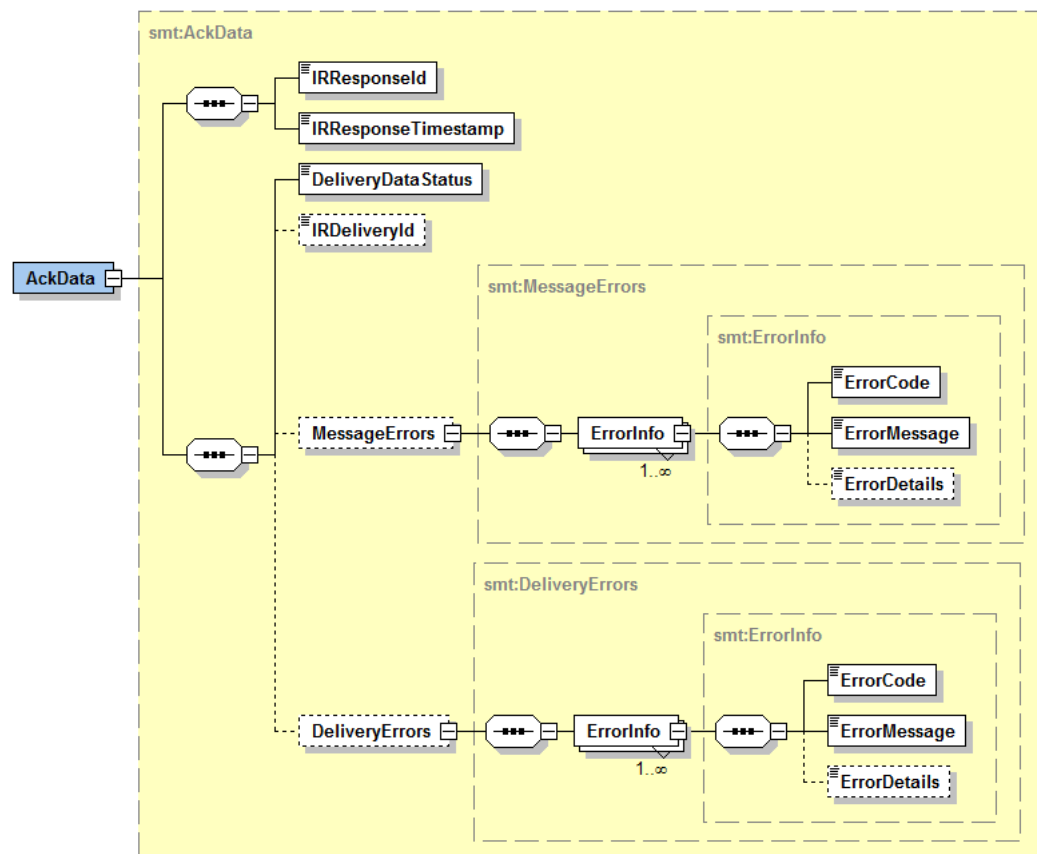 smt:AckData
IRResponseId
IRResponseTimestamp
DeliveryDataStatus
IRDeliveryId
AckData
smt:MessageErrors
smt:ErrorInfo
ErrorCode
MessageErrors
ErrorInfo
ErrorMessage
1..∞
ErrorDetails
smt:DeliveryErrors
smt:ErrorInfo
ErrorCode
DeliveryErrors
ErrorInfo
ErrorMessage
1..∞
ErrorDetails